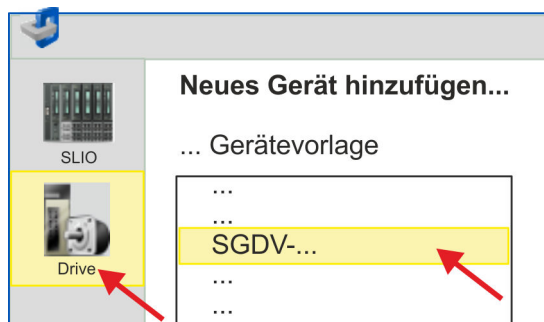 Neues Gerät hinzufügen...
SLIO
... Gerätevorlage
...
...
SGDV-...
Drive
...
...